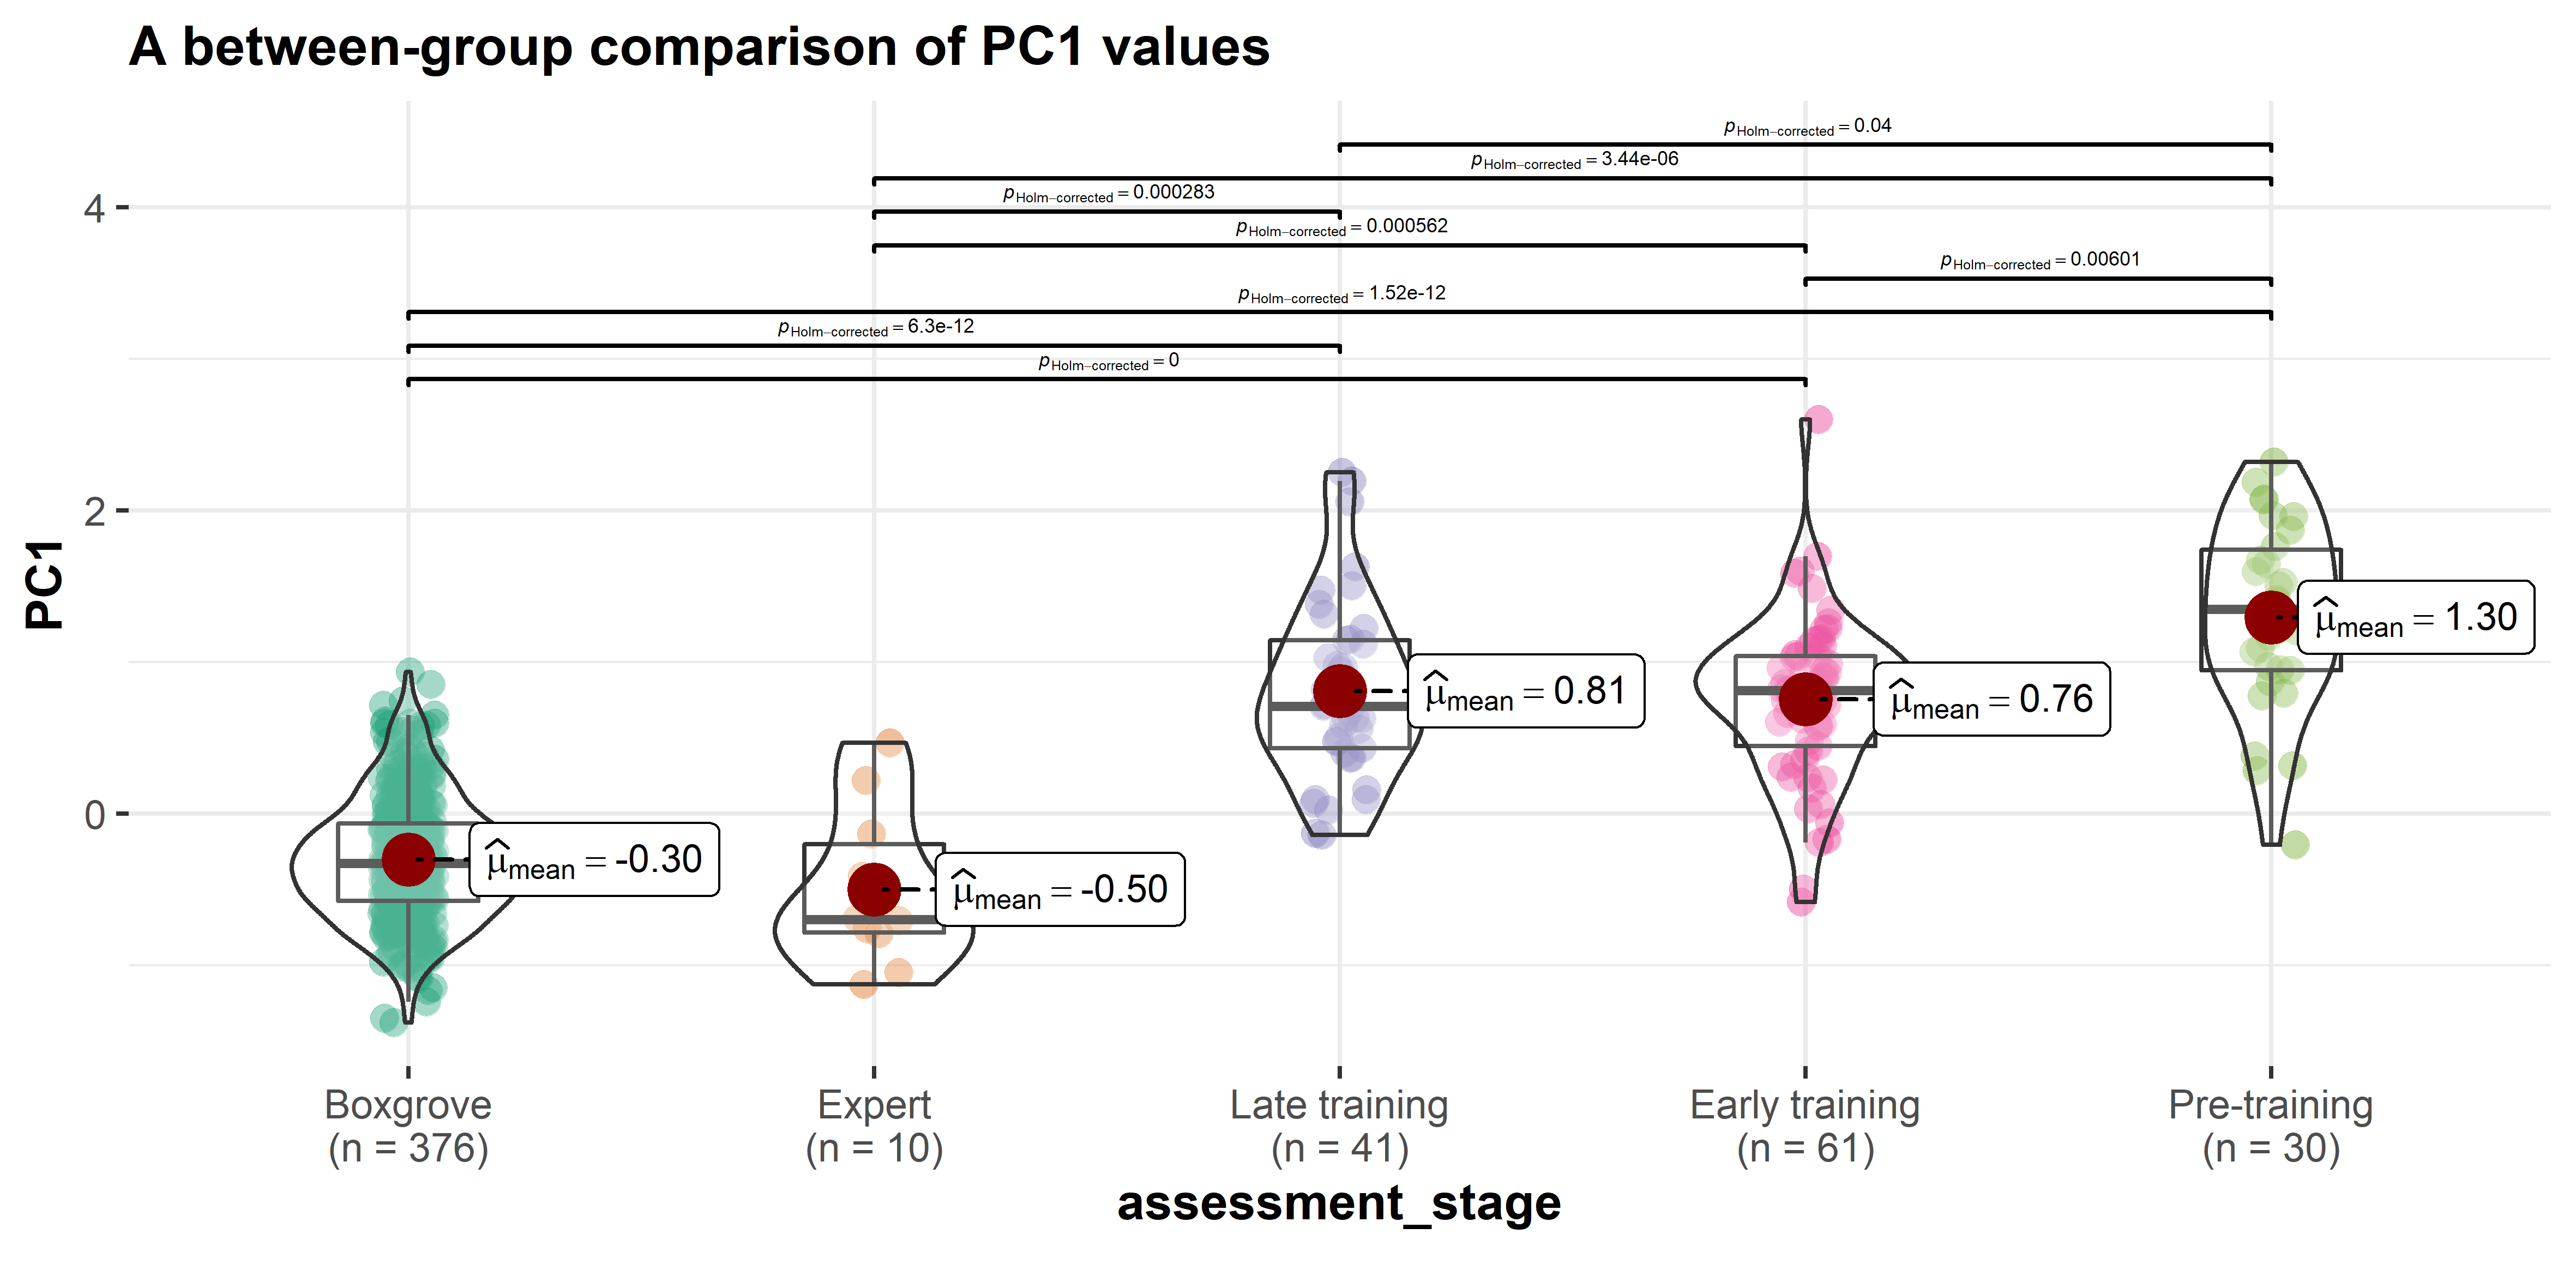 A between-group comparison of PC1 values
pHolm−corrected = 0.04
pHolm−corrected = 3.44e-06
pHolm−corrected = 0.000283
pHolm−corrected = 0.000562
pHolm−corrected = 0.00601
pHolm−corrected = 1.52e-12
pHolm−corrected = 6.3e-12
pHolm−corrected = 0
4
2
0
PC1
μ̂mean = -0.30
μ̂mean = -0.50
μ̂mean = 0.81
μ̂mean = 0.76
μ̂mean = 1.30
Boxgrove
(n = 376)
Expert
(n = 10)
Late training
(n = 41)
Early training
(n = 61)
Pre-training
(n = 30)
assessment_stage